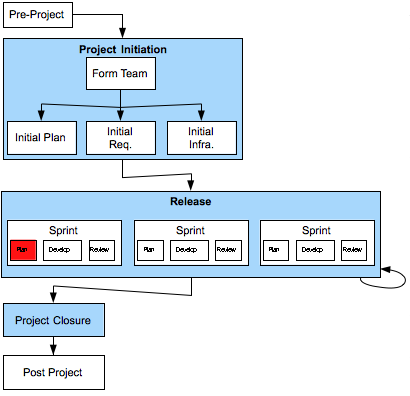 Pre-Project
Project Initiation
Form Team
Initial Plan
Initial
Req.
Initial
Infra.
Release
Sprint
Plan
Develop
Review
Sprint
Plan
Develop
Review
Sprint
Plan
Develop
Review
Project Closure
Post Project